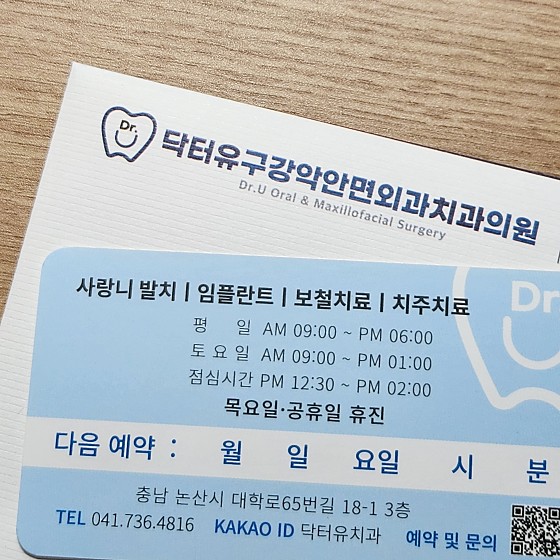 Dr.
닥터유구강악안면외과치과의원
Dr.U Oral & Maxillofacial Surgery
Dr.
사랑니 발치 | 임플란트 | 보철치료 | 치주치료
평 일 AM 09:00 ~ PM 06:00
토 요 일 AM 09:00 ~ PM 01:00
점심시간 PM 12:30 ~ PM 02:00
목요일·공휴일 휴진
다음 예약 : 월 일 요일 시 분
충남 논산시 대학로65번길 18-1 3층
TEL 041.736.4816 KAKAO ID 닥터유치과 예약 및 문의